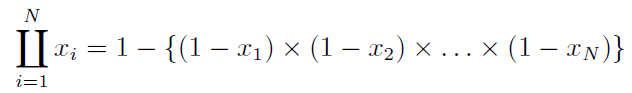 ∐_{i=1}^{N} x_i = 1 − {(1 − x_1) × (1 − x_2) × … × (1 − x_N)}